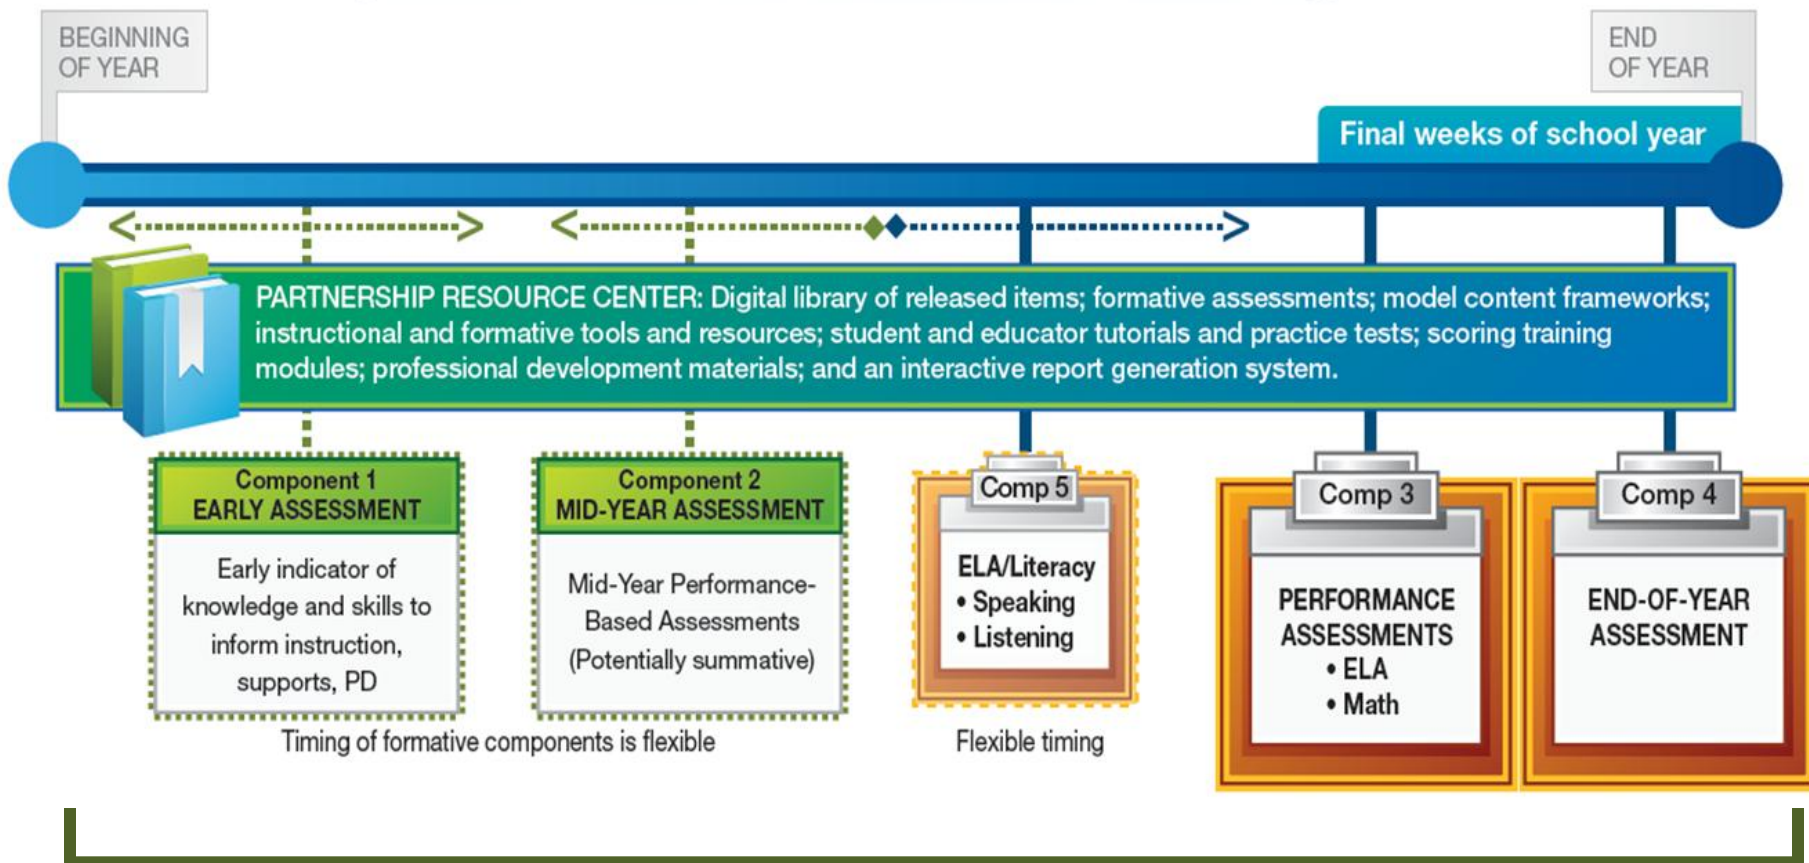 BEGINNING
OF YEAR
END
OF YEAR
Final weeks of school year
PARTNERSHIP RESOURCE CENTER: Digital library of released items; formative assessments; model content frameworks;
instructional and formative tools and resources; student and educator tutorials and practice tests; scoring training
modules; professional development materials; and an interactive report generation system.
Component 1
EARLY ASSESSMENT
Early indicator of
knowledge and skills to
inform instruction,
supports, PD
Component 2
MID-YEAR ASSESSMENT
Mid-Year Performance-
Based Assessments
(Potentially summative)
Timing of formative components is flexible
Comp 5
ELA/Literacy
• Speaking
• Listening
Flexible timing
Comp 3
PERFORMANCE
ASSESSMENTS
• ELA
• Math
Comp 4
END-OF-YEAR
ASSESSMENT